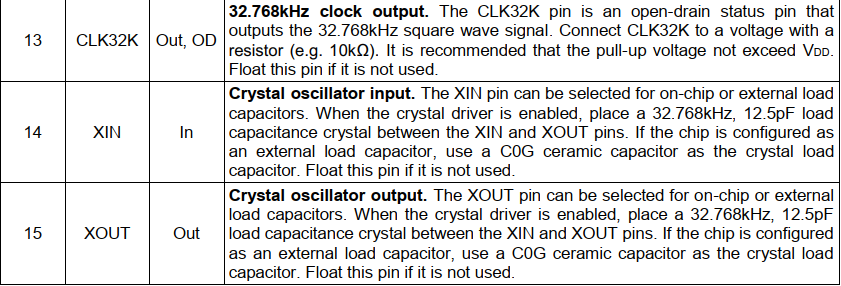 13 CLK32K Out, OD 32.768kHz clock output. The CLK32K pin is an open-drain status pin that
outputs the 32.768kHz square wave signal. Connect CLK32K to a voltage with a
resistor (e.g. 10kΩ). It is recommended that the pull-up voltage not exceed VDD.
Float this pin if it is not used.
14 XIN In Crystal oscillator input. The XIN pin can be selected for on-chip or external load
capacitors. When the crystal driver is enabled, place a 32.768kHz, 12.5pF load
capacitance crystal between the XIN and XOUT pins. If the chip is configured as
an external load capacitor, use a C0G ceramic capacitor as the crystal load
capacitor. Float this pin if it is not used.
15 XOUT Out Crystal oscillator output. The XOUT pin can be selected for on-chip or external
load capacitors. When the crystal driver is enabled, place a 32.768kHz, 12.5pF
load capacitance crystal between the XIN and XOUT pins. If the chip is configured
as an external load capacitor, use a C0G ceramic capacitor as the crystal load
capacitor. Float this pin if it is not used.